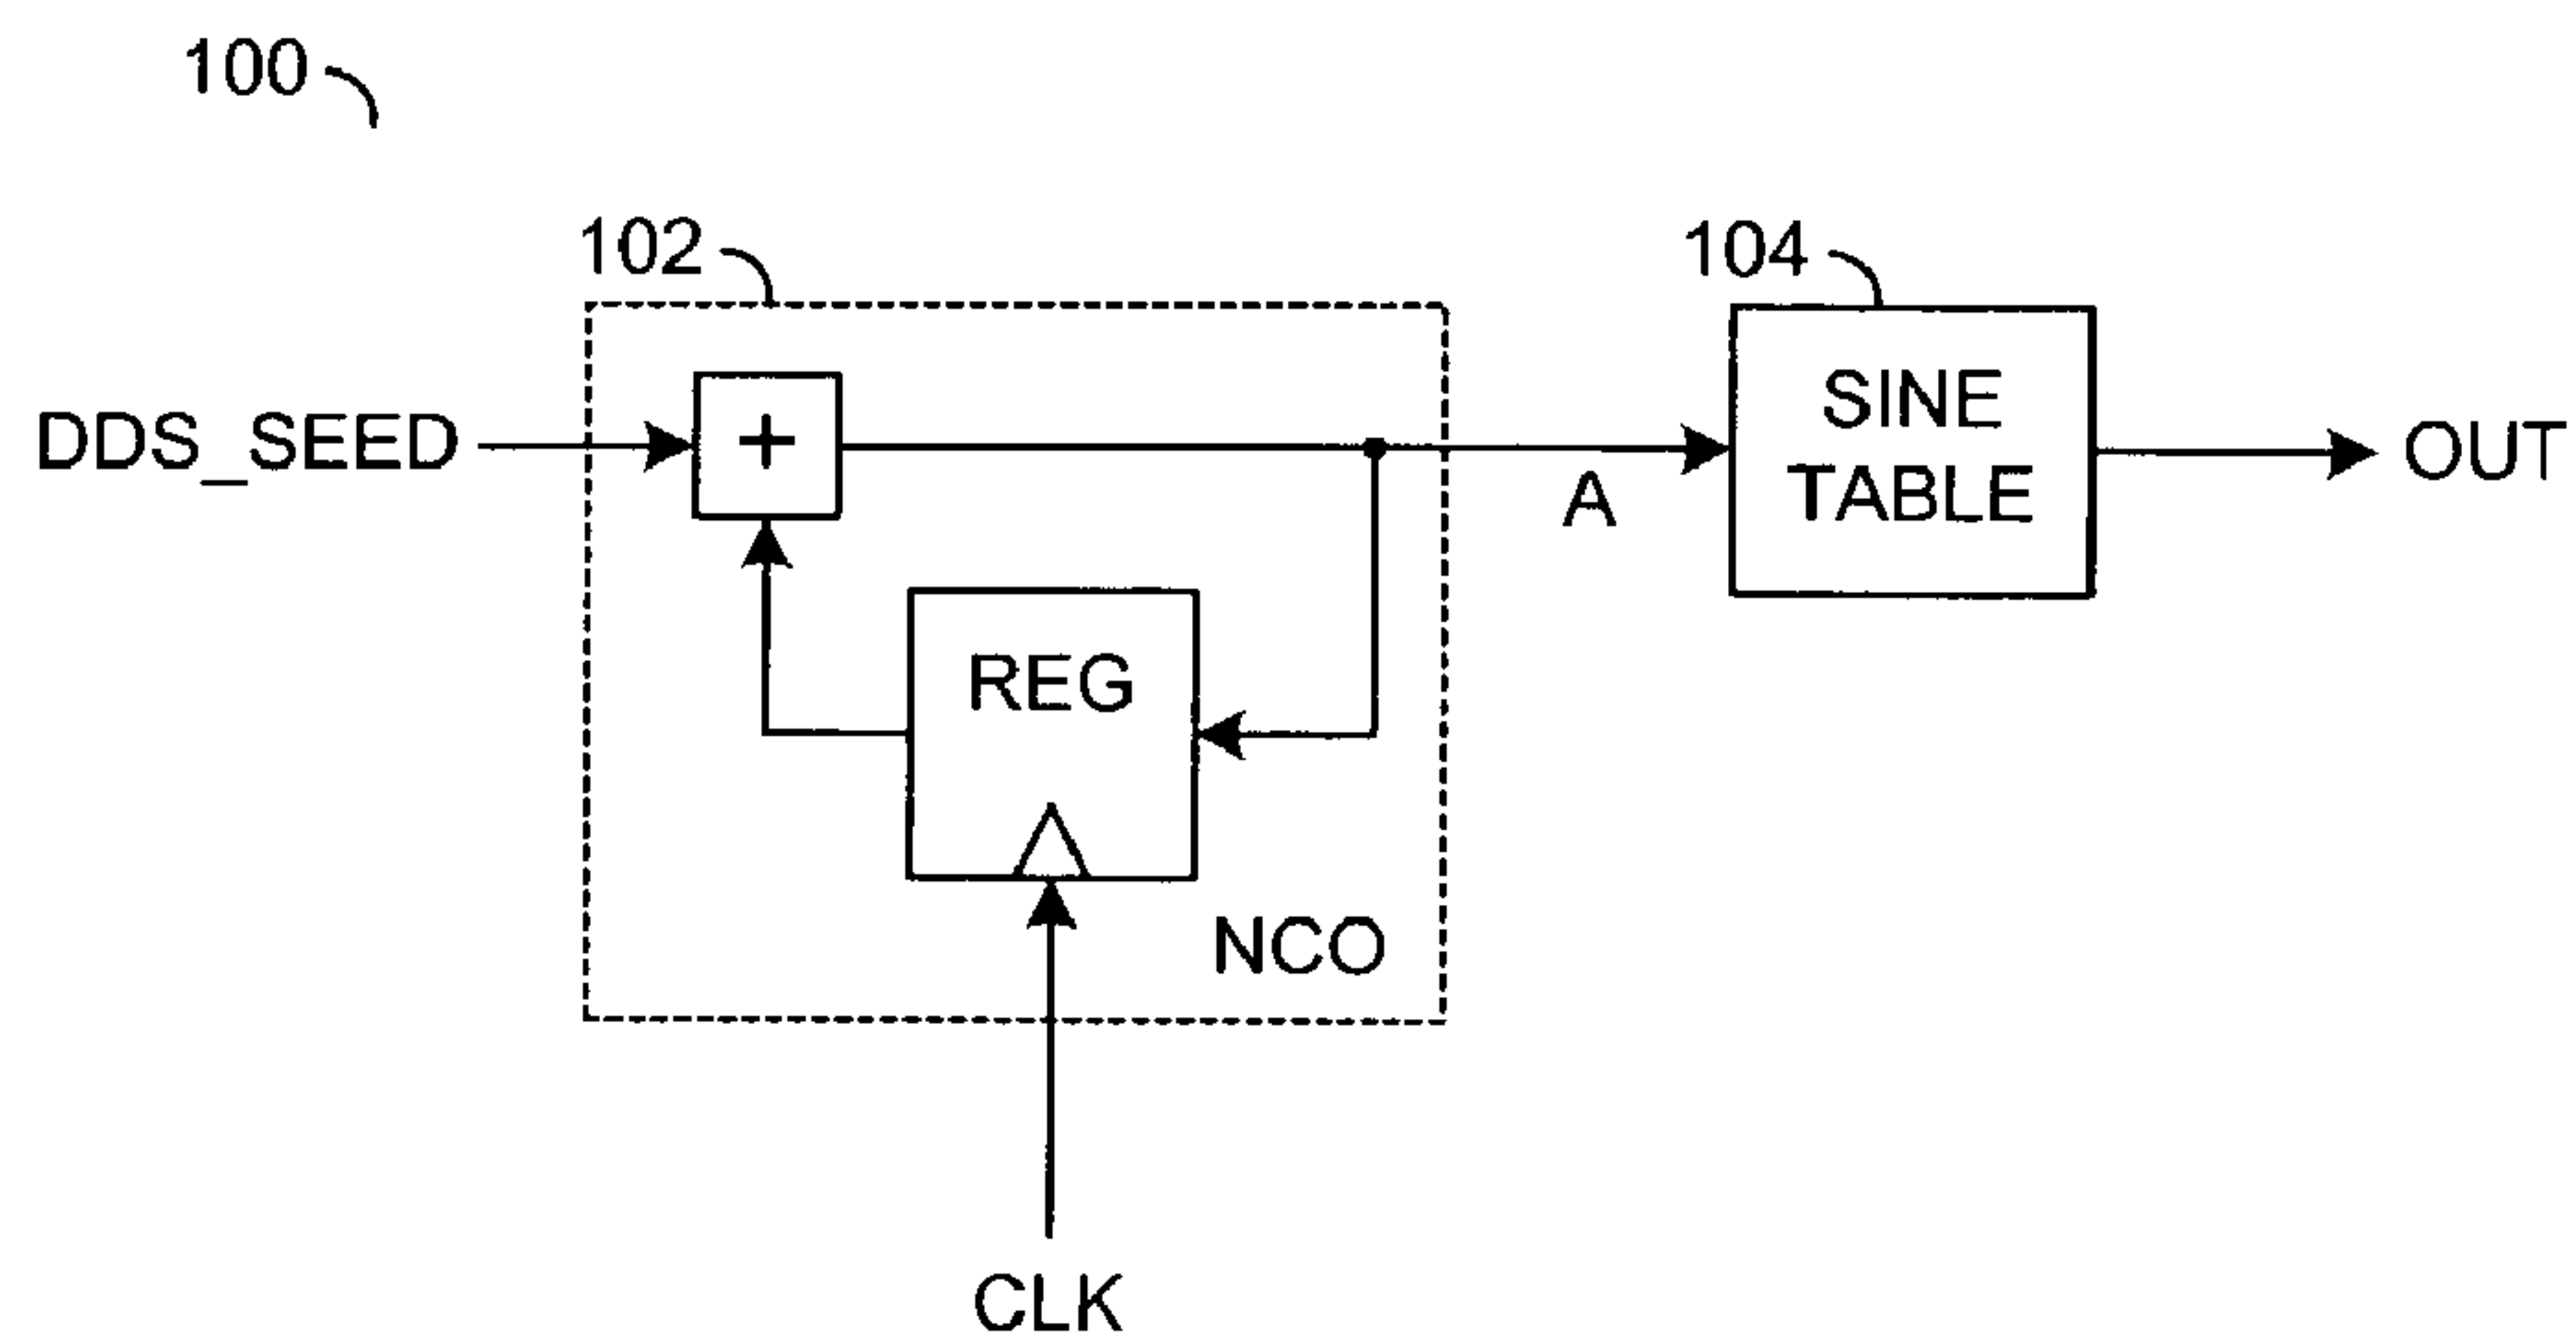 100
102
104
DDS_SEED
+
A
SINE
TABLE
OUT
REG
NCO
CLK